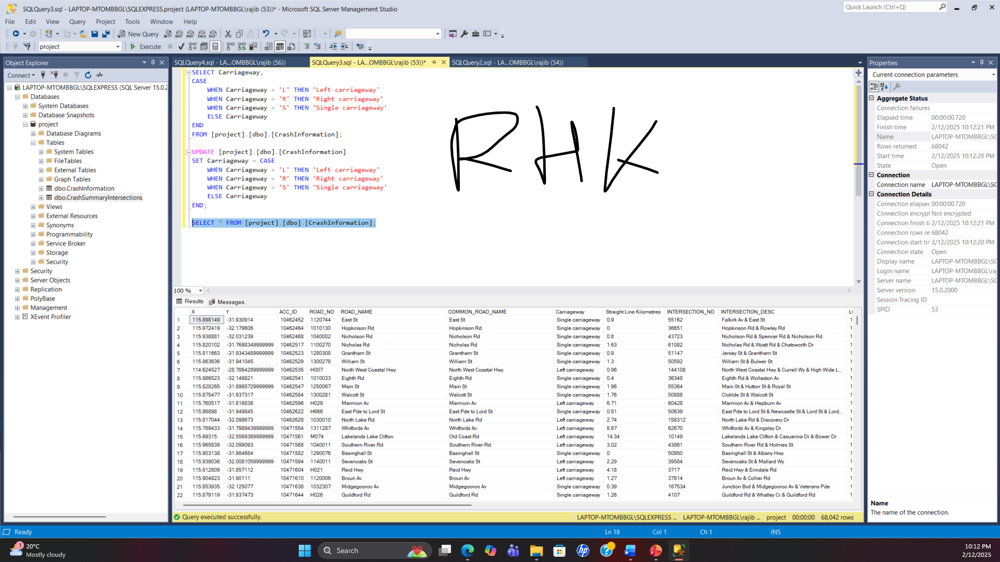 SQLQuery3.sql - LAPTOP-MTOMBBGL\SQLEXPRESS.project (LAPTOP-MTOMBBGL\rajib (53))* - Microsoft SQL Server Management Studio
Quick Launch (Ctrl+Q)
File Edit View Query Project Tools Window Help
New Query
project Execute
Object Explorer
Connect
LAPTOP-MTOMBBGL\SQLEXPRESS (SQL Server 15.0.2
Databases
System Databases
Database Snapshots
project
Database Diagrams
Tables
System Tables
FileTables
External Tables
Graph Tables
dbo.CrashInformation
dbo.CrashSummaryIntersections
Views
External Resources
Synonyms
Programmability
Service Broker
Storage
Security
Security
Server Objects
Replication
PolyBase
Management
XEvent Profiler
SQLQuery4.sql - LA...OMBBGL\rajib (56)) SQLQuery3.sql - LA...OMBBGL\rajib (53))* SQLQuery2.sql - LA...OMBBGL\rajib (54))
SELECT Carriageway,
CASE
WHEN Carriageway = 'L' THEN 'Left carriageway'
WHEN Carriageway = 'R' THEN 'Right carriageway'
WHEN Carriageway = 'S' THEN 'Single carriageway'
ELSE Carriageway
END
FROM [project].[dbo].[CrashInformation];
UPDATE [project].[dbo].[CrashInformation]
SET Carriageway = CASE
WHEN Carriageway = 'L' THEN 'Left carriageway'
WHEN Carriageway = 'R' THEN 'Right carriageway'
WHEN Carriageway = 'S' THEN 'Single carriageway'
ELSE Carriageway
END;
SELECT * FROM [project].[dbo].[CrashInformation];
RHK
100 %
Results Messages
X Y ACC_ID ROAD_NO ROAD_NAME COMMON_ROAD_NAME Carriageway Straight Line Kilometres INTERSECTION_NO INTERSECTION_DESC
1 115.898149 -31.930914 10462452 1120744 East St East St Single carriageway 0.9 55162 Falkirk Av & East St 1
2 115.972419 -32.179606 10462464 1010130 Hopkinson Rd Hopkinson Rd Single carriageway 0 36651 Hopkinson Rd & Rowley Rd 1
3 115.938881 -32.031239 10462468 1040002 Nicholson Rd Nicholson Rd Single carriageway 0.8 43723 Nicholson Rd & Spencer Rd & Nicholson Rd 1
4 115.820102 -31.7698349999999 10462517 1100270 Nicholas Rd Nicholas Rd Single carriageway 1.63 61082 Nicholas Rd & Wyatt Rd & Chatsworth Dr 1
5 115.811663 -31.9343489999999 10462523 1280308 Grantham St Grantham St Single carriageway 0.9 51147 Jersey St & Grantham St 1
6 115.863636 -31.941045 10462529 1300278 William St William St Single carriageway 1.3 50592 William St & Bulwer St 1
7 114.624527 -28.7864289999999 10462535 H007 North West Coastal Hwy North West Coastal Hwy Left carriageway 0.96 144108 North West Coastal Hwy & Currell Wy & High Wide L... 1
8 115.986523 -32.149821 10462541 1010033 Eighth Rd Eighth Rd Single carriageway 0.4 36348 Eighth Rd & Wollaston Av 1
9 115.828265 -31.8965729999999 10462547 1250067 Main St Main St Single carriageway 1.96 55364 Main St & Hutton St & Royal St 1
10 115.875477 -31.937317 10462584 1300281 Walcott St Walcott St Single carriageway 1.76 50888 Clotilde St & Walcott St 1
11 115.760517 -31.816838 10462596 H029 Marmion Av Marmion Av Left carriageway 6.71 60428 Marmion Av & Hepburn Av 1
12 115.86898 -31.949845 10462622 H666 East Pde to Lord St East Pde to Lord St Single carriageway 0.81 50639 East Pde to Lord St & Newcastle St & Lord St & Lord... 1
13 115.817044 -32.098673 10462628 1030010 North Lake Rd North Lake Rd Left carriageway 2.74 158312 North Lake Rd & Discovery Dr 1
14 115.789433 -31.7989439999999 10471554 1311287 Whitfords Av Whitfords Av Left carriageway 8.67 62670 Whitfords Av & Kingsley Dr 1
15 115.69315 -32.5569369999999 10471561 M074 Lakelands Lake Clifton Old Coast Rd Left carriageway 14.34 10149 Lakelands Lake Clifton & Casuarina Dr & Bower Dr 1
16 115.965839 -32.099093 10471568 1040011 Southern River Rd Southern River Rd Left carriageway 3.02 43861 Southern River Rd & Holmes St 1
17 115.903138 -31.984684 10471582 1290076 Basinghall St Basinghall St Single carriageway 0 50950 Basinghall St & Albany Hwy 1
18 115.939036 -32.0081059999999 10471594 1140011 Sevenoaks St Sevenoaks St Left carriageway 2.29 39584 Sevenoaks St & Mallard Wy 1
19 115.812809 -31.857112 10471604 H021 Reid Hwy Reid Hwy Left carriageway 4.18 3717 Reid Hwy & Erindale Rd 1
20 115.904823 -31.90111 10471610 1120006 Broun Av Broun Av Left carriageway 1.27 37814 Broun Av & Collier Rd 1
21 115.853935 -32.125077 10471638 1032307 Midgegooroo Av Midgegooroo Av Single carriageway 0.39 167534 Junction Bvd & Midgegooroo Av & Veterans Pde 1
22 115.879119 -31.937473 10471644 H026 Guildford Rd Guildford Rd Single carriageway 1.26 4107 Guildford Rd & Whatley Cr & Guildford Rd 1
Query executed successfully. LAPTOP-MTOMBBGL\SQLEXPRESS ... LAPTOP-MTOMBBGL\rajib ... project 00:00:00 68,042 rows
Properties
Current connection parameters
Aggregate Status
Connection failures
Elapsed time 00:00:00.720
Finish time 2/12/2025 10:12:21 PM
Name LAPTOP-MTOMBBGL\SC
Rows returned 68042
Start time 2/12/2025 10:12:20 PM
State Open
Connection
Connection name LAPTOP-MTOMBBGL\SC
Connection Details
Connection elapsec 00:00:00.720
Connection encrypt Not encrypted
Connection finish ti 2/12/2025 10:12:21 PM
Connection rows re 68042
Connection start tir 2/12/2025 10:12:20 PM
Connection state Open
Display name LAPTOP-MTOMBBGL\SC
Login name LAPTOP-MTOMBBGL\ra
Server name LAPTOP-MTOMBBGL\SC
Server version 15.0.2000
Session Tracing ID
SPID 53
Name
The name of the connection.
Ready Ln 18 Col 1 Ch 1 INS
1 20°C
Mostly cloudy
Search
10:12 PM
2/12/2025